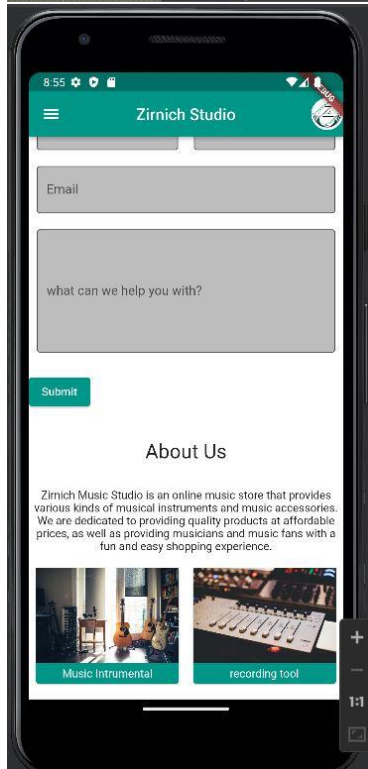 8:55
DEBUG
Zirnich Studio
Email
what can we help you with?
Submit
About Us
Zirnich Music Studio is an online music store that provides
various kinds of musical instruments and music accessories.
We are dedicated to providing quality products at affordable
prices, as well as providing musicians and music fans with a
fun and easy shopping experience.
Music Intrumental
recording tool
1:1